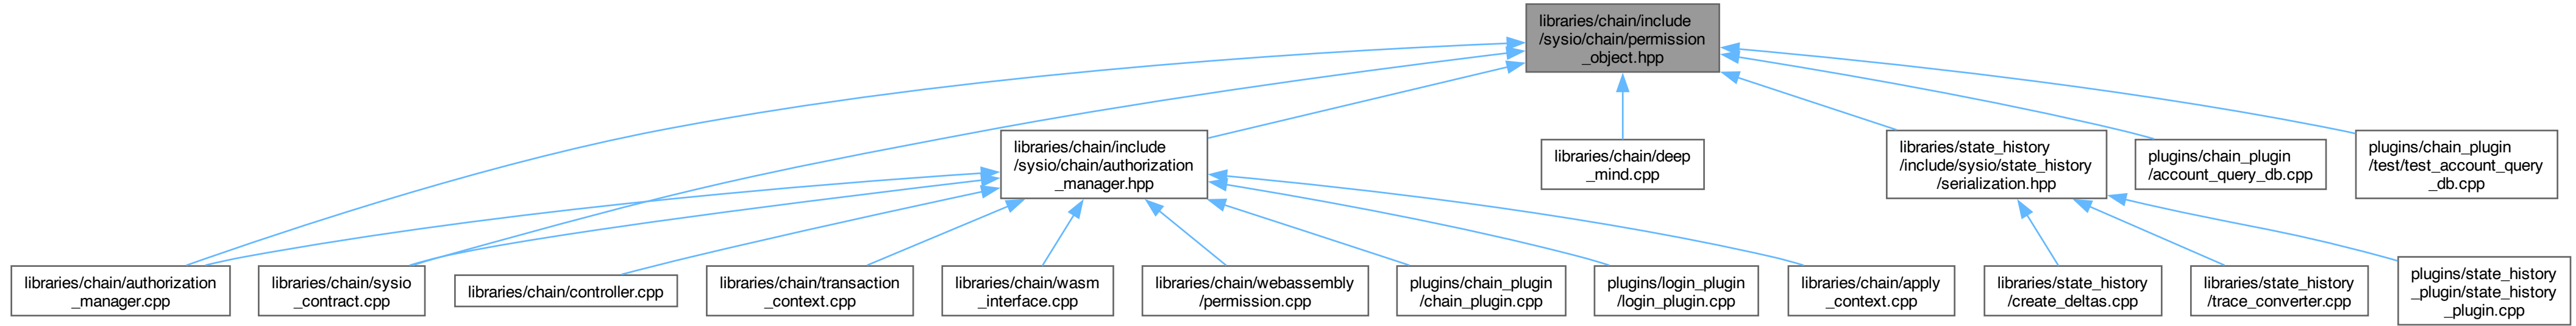 libraries/chain/include
/sysio/chain/permission
_object.hpp
libraries/chain/include
/sysio/chain/authorization
_manager.hpp
libraries/chain/deep
_mind.cpp
libraries/state_history
/include/sysio/state_history
/serialization.hpp
plugins/chain_plugin
/account_query_db.cpp
plugins/chain_plugin
/test/test_account_query
_db.cpp
libraries/chain/authorization
_manager.cpp
libraries/chain/sysio
_contract.cpp
libraries/chain/controller.cpp
libraries/chain/transaction
_context.cpp
libraries/chain/wasm
_interface.cpp
libraries/chain/webassembly
/permission.cpp
plugins/chain_plugin
/chain_plugin.cpp
plugins/login_plugin
/login_plugin.cpp
libraries/chain/apply
_context.cpp
libraries/state_history
/create_deltas.cpp
libraries/state_history
/trace_converter.cpp
plugins/state_history
_plugin/state_history
_plugin.cpp